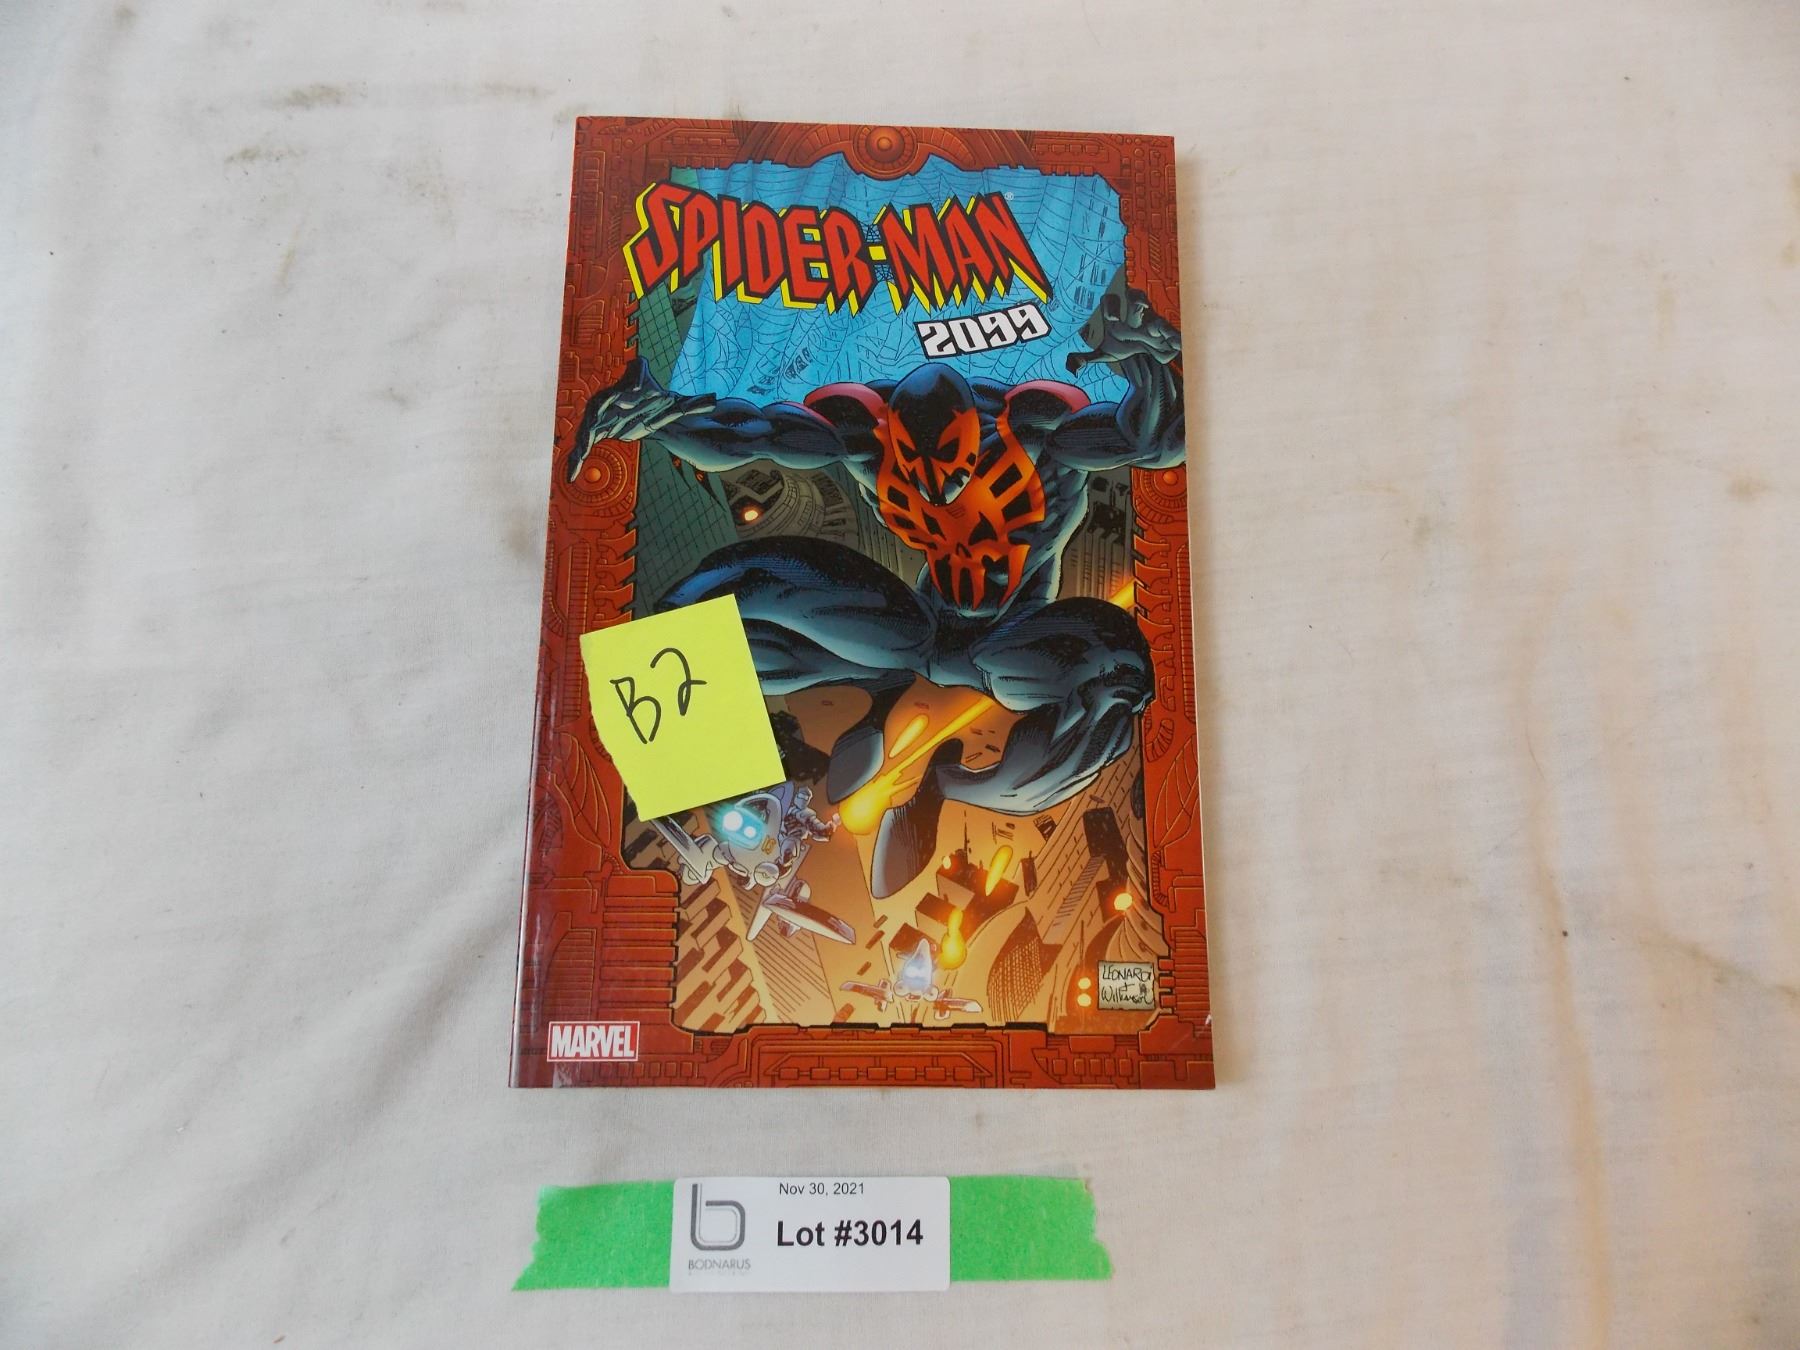 SPIDER-MAN®
2099
B2
LEONARDI
+ Williamson
MARVEL
Nov 30, 2021
Lot #3014
b
BODNARUS